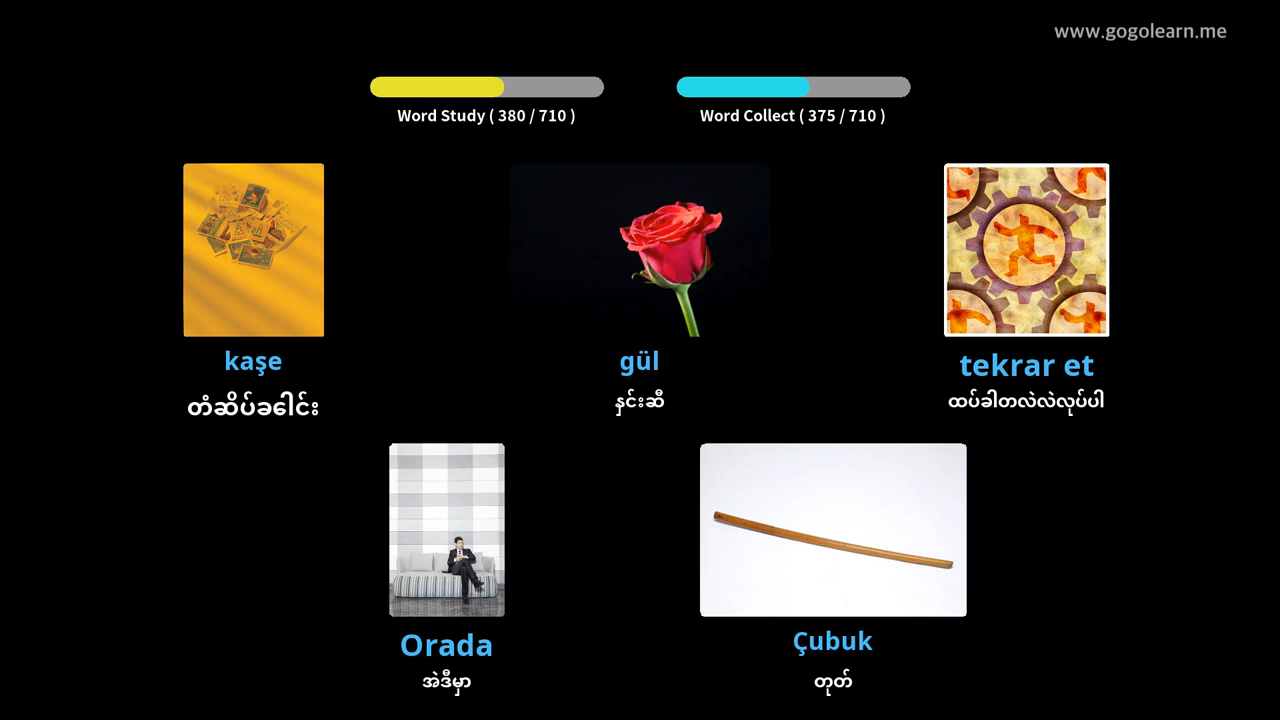 www.gogolearn.me
Word Study ( 380 / 710 )
Word Collect ( 375 / 710 )
kaşe
တံဆိပ်ခေါင်း
gül
နှင်းဆီ
tekrar et
ထပ်ခါတလဲလဲလုပ်ပါ
Orada
အဲဒီမှာ
Çubuk
တုတ်